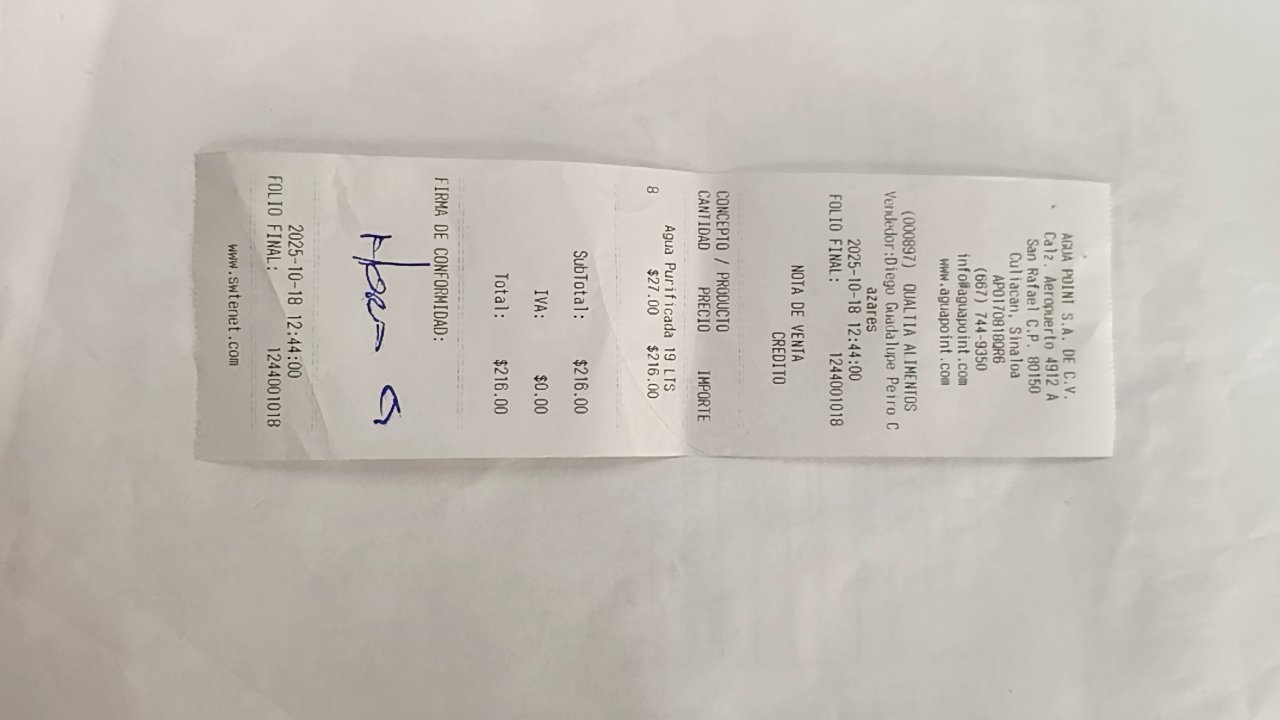 AGUA POINT S.A. DE C.V.
Calz. Aeropuerto 4912 A
San Rafael C.P. 80150
Culiacan, Sinaloa
APO170818QR6
(667) 744-9350
info@aguapoint.com
www.aguapoint.com
(000897) QUALTIA ALIMENTOS
Vendedor:Diego Guadalupe Peiro C
azares
2025-10-18 12:44:00
FOLIO FINAL: 1244001018
NOTA DE VENTA
CREDITO
CONCEPTO / PRODUCTO
CANTIDAD PRECIO IMPORTE
Agua Purificada 19 LTS
8 $27.00 $216.00
SubTotal: $216.00
IVA: $0.00
Total: $216.00
FIRMA DE CONFORMIDAD:
2025-10-18 12:44:00
FOLIO FINAL: 1244001018
www.swternet.com